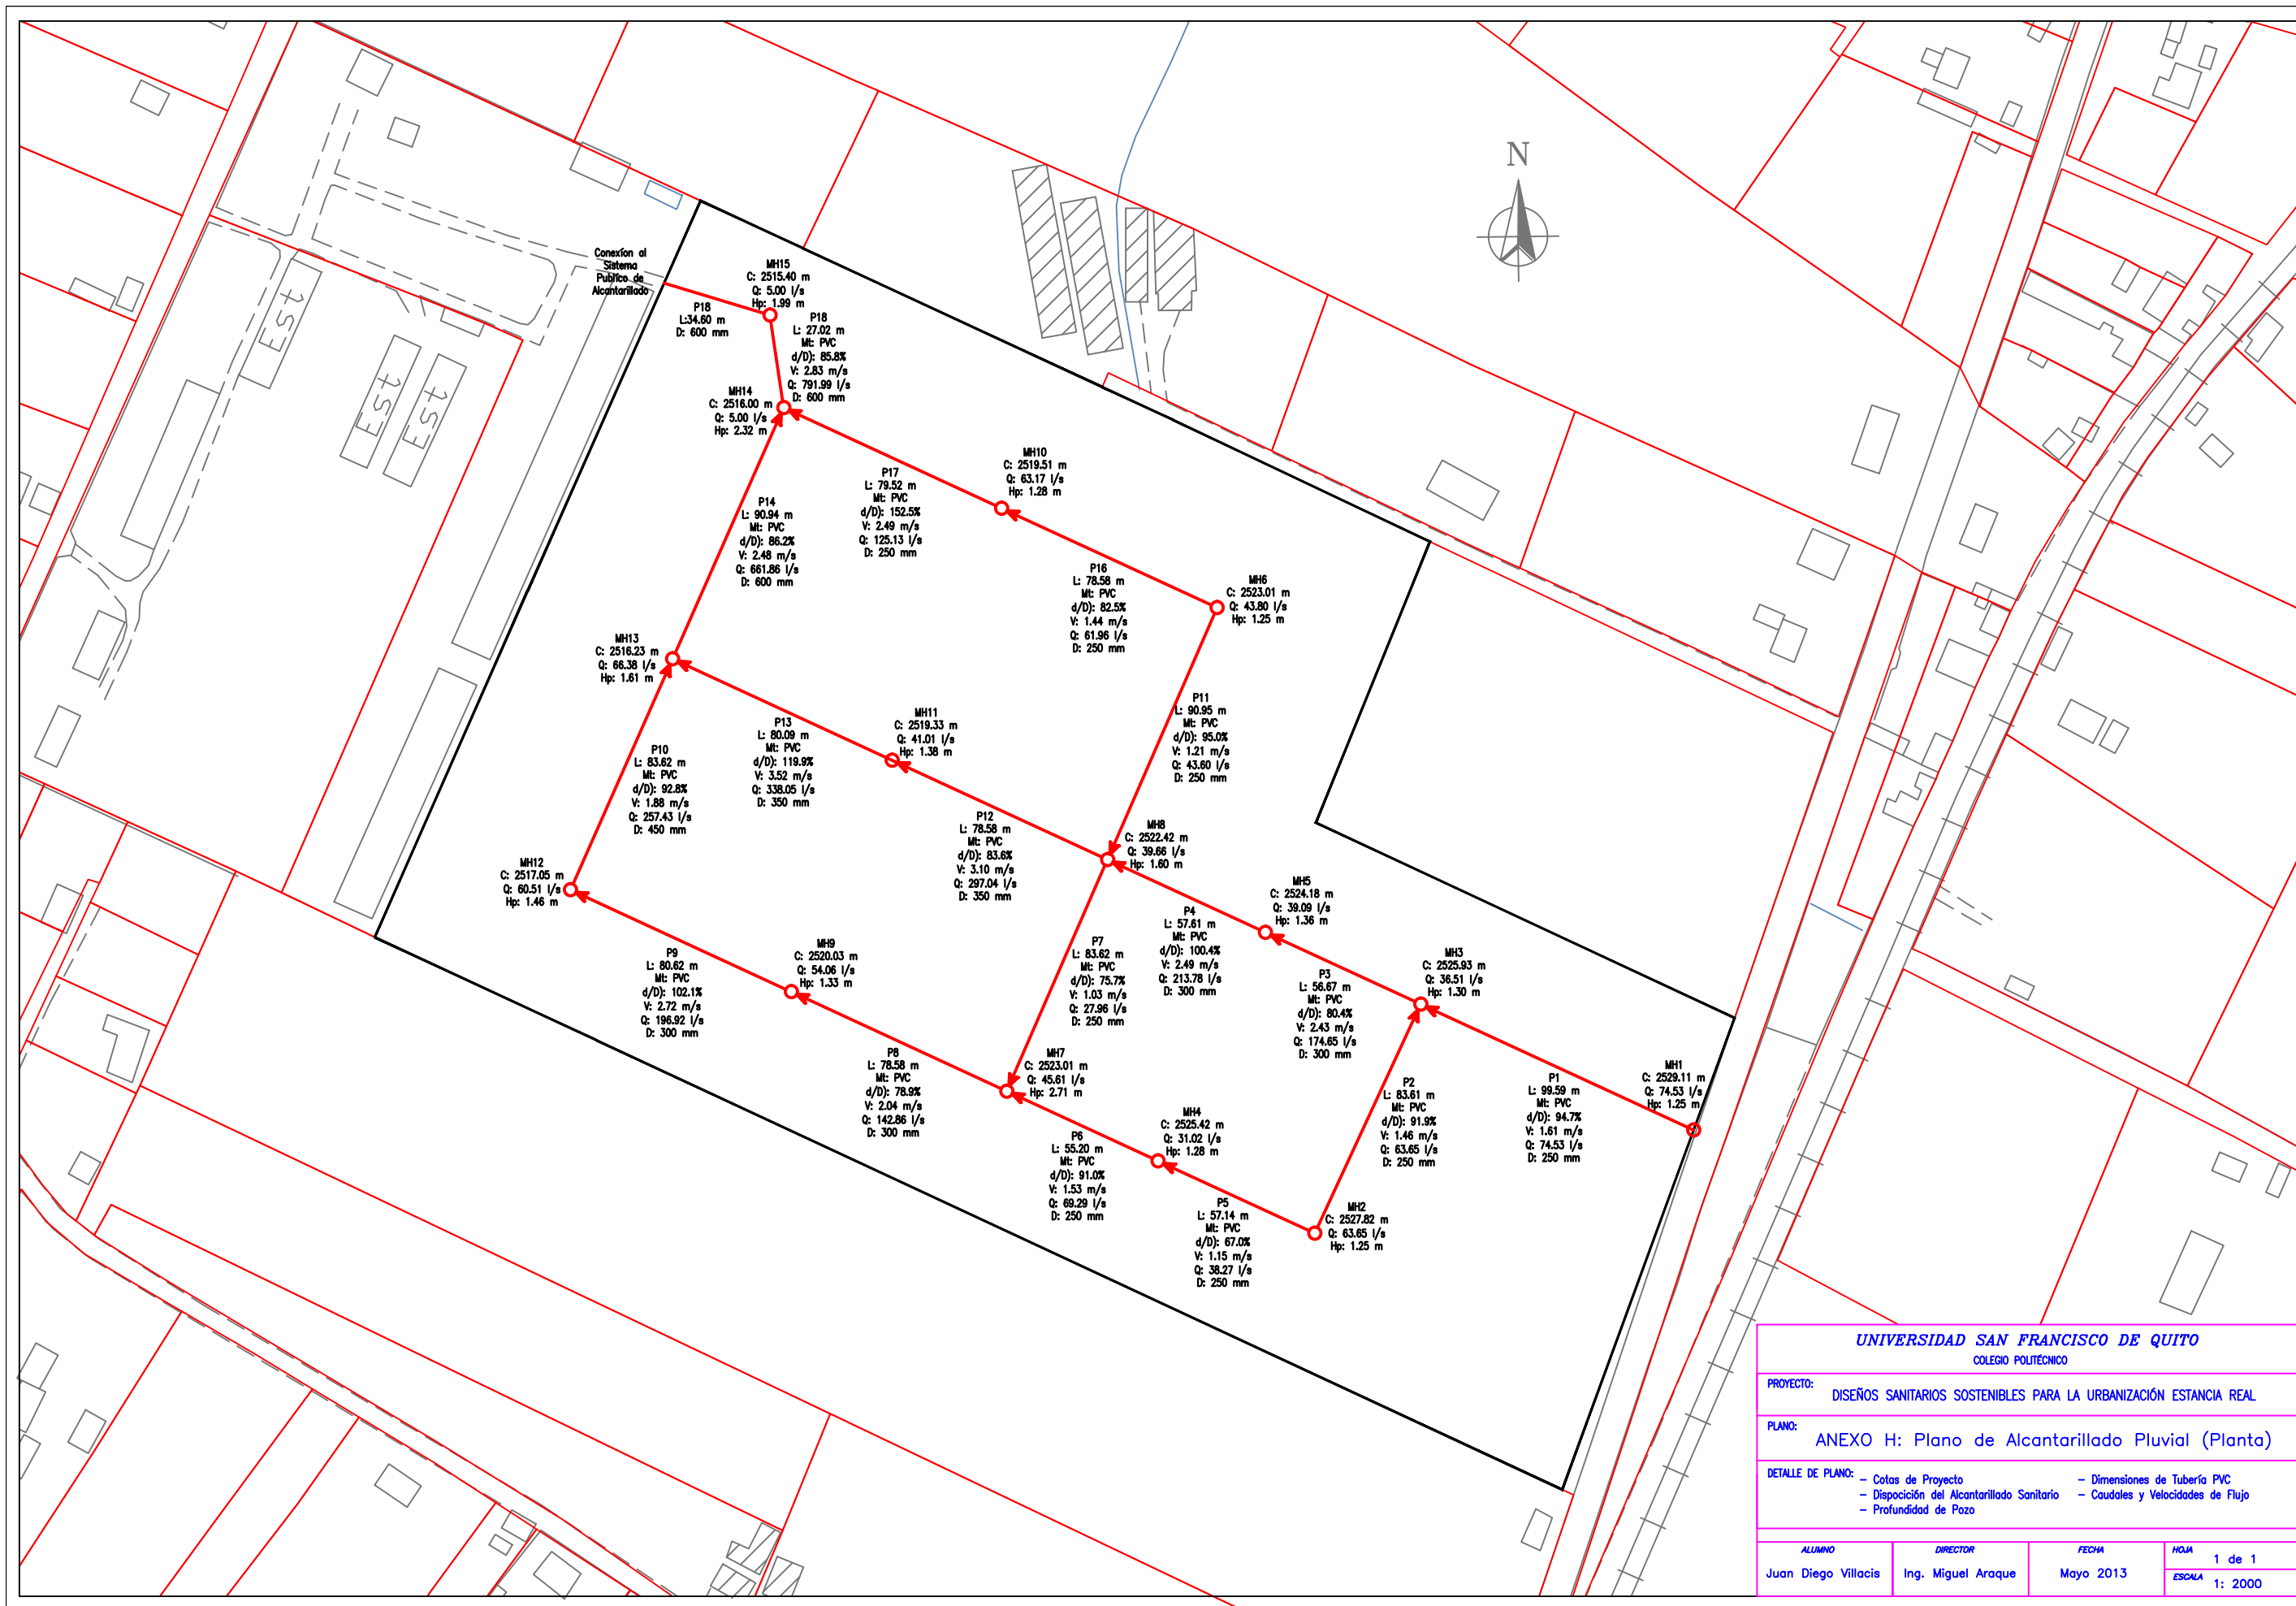 N
Conexíon al
Sistema
Publíco de
Alcantarillado
MH15
C: 2515.40 m
Q: 5.00 l/s
Hp: 1.99 m
P18
L:34.60 m
D: 600 mm
P18
L: 27.02 m
Mt: PVC
d/D): 85.8%
V: 2.83 m/s
Q: 791.99 l/s
D: 600 mm
MH14
C: 2516.00 m
Q: 5.00 l/s
Hp: 2.32 m
Est
Est
Est
MH10
C: 2519.51 m
Q: 63.17 l/s
Hp: 1.28 m
P17
L: 79.52 m
Mt: PVC
d/D): 152.5%
V: 2.49 m/s
Q: 125.13 l/s
D: 250 mm
P14
L: 90.94 m
Mt: PVC
d/D): 86.2%
V: 2.48 m/s
Q: 661.86 l/s
D: 600 mm
P16
L: 78.58 m
Mt: PVC
d/D): 82.5%
V: 1.44 m/s
Q: 61.96 l/s
D: 250 mm
MH6
C: 2523.01 m
Q: 43.80 l/s
Hp: 1.25 m
MH13
C: 2516.23 m
Q: 66.38 l/s
Hp: 1.61 m
P11
L: 90.95 m
Mt: PVC
d/D): 95.0%
V: 1.21 m/s
Q: 43.60 l/s
D: 250 mm
MH11
C: 2519.33 m
Q: 41.01 l/s
Hp: 1.38 m
P13
L: 80.09 m
Mt: PVC
d/D): 119.9%
V: 3.52 m/s
Q: 338.05 l/s
D: 350 mm
P10
L: 83.62 m
Mt: PVC
d/D): 92.8%
V: 1.88 m/s
Q: 257.43 l/s
D: 450 mm
P12
L: 78.58 m
Mt: PVC
d/D): 83.6%
V: 3.10 m/s
Q: 297.04 l/s
D: 350 mm
MH8
C: 2522.42 m
Q: 39.66 l/s
Hp: 1.60 m
MH12
C: 2517.05 m
Q: 60.51 l/s
Hp: 1.46 m
MH5
C: 2524.18 m
Q: 39.09 l/s
Hp: 1.36 m
P4
L: 57.61 m
Mt: PVC
d/D): 100.4%
V: 2.49 m/s
Q: 213.78 l/s
D: 300 mm
P7
L: 83.62 m
Mt: PVC
d/D): 75.7%
V: 1.03 m/s
Q: 27.96 l/s
D: 250 mm
MH9
C: 2520.03 m
Q: 54.06 l/s
Hp: 1.33 m
P9
L: 80.62 m
Mt: PVC
d/D): 102.1%
V: 2.72 m/s
Q: 196.92 l/s
D: 300 mm
MH3
C: 2525.93 m
Q: 36.51 l/s
Hp: 1.30 m
P3
L: 56.67 m
Mt: PVC
d/D): 80.4%
V: 2.43 m/s
Q: 174.65 l/s
D: 300 mm
P8
L: 78.58 m
Mt: PVC
d/D): 78.9%
V: 2.04 m/s
Q: 142.86 l/s
D: 300 mm
MH7
C: 2523.01 m
Q: 45.61 l/s
Hp: 2.71 m
MH1
C: 2529.11 m
Q: 74.53 l/s
Hp: 1.25 m
P1
L: 99.59 m
Mt: PVC
d/D): 94.7%
V: 1.61 m/s
Q: 74.53 l/s
D: 250 mm
P2
L: 83.61 m
Mt: PVC
d/D): 91.9%
V: 1.46 m/s
Q: 63.65 l/s
D: 250 mm
MH4
C: 2525.42 m
Q: 31.02 l/s
Hp: 1.28 m
P6
L: 55.20 m
Mt: PVC
d/D): 91.0%
V: 1.53 m/s
Q: 69.29 l/s
D: 250 mm
P5
L: 57.14 m
Mt: PVC
d/D): 67.0%
V: 1.15 m/s
Q: 38.27 l/s
D: 250 mm
MH2
C: 2527.82 m
Q: 63.65 l/s
Hp: 1.25 m
UNIVERSIDAD SAN FRANCISCO DE QUITO
COLEGIO POLITÉCNICO
PROYECTO:
DISEÑOS SANITARIOS SOSTENIBLES PARA LA URBANIZACIÓN ESTANCIA REAL
PLANO:
ANEXO H: Plano de Alcantarillado Pluvial (Planta)
DETALLE DE PLANO:
– Cotas de Proyecto
– Dispocición del Alcantarillado Sanitario
– Profundidad de Pozo
– Dimensiones de Tubería PVC
– Caudales y Velocidades de Flujo
ALUMNO
Juan Diego Villacis
DIRECTOR
Ing. Miguel Araque
FECHA
Mayo 2013
HOJA
1 de 1
ESCALA
1: 2000